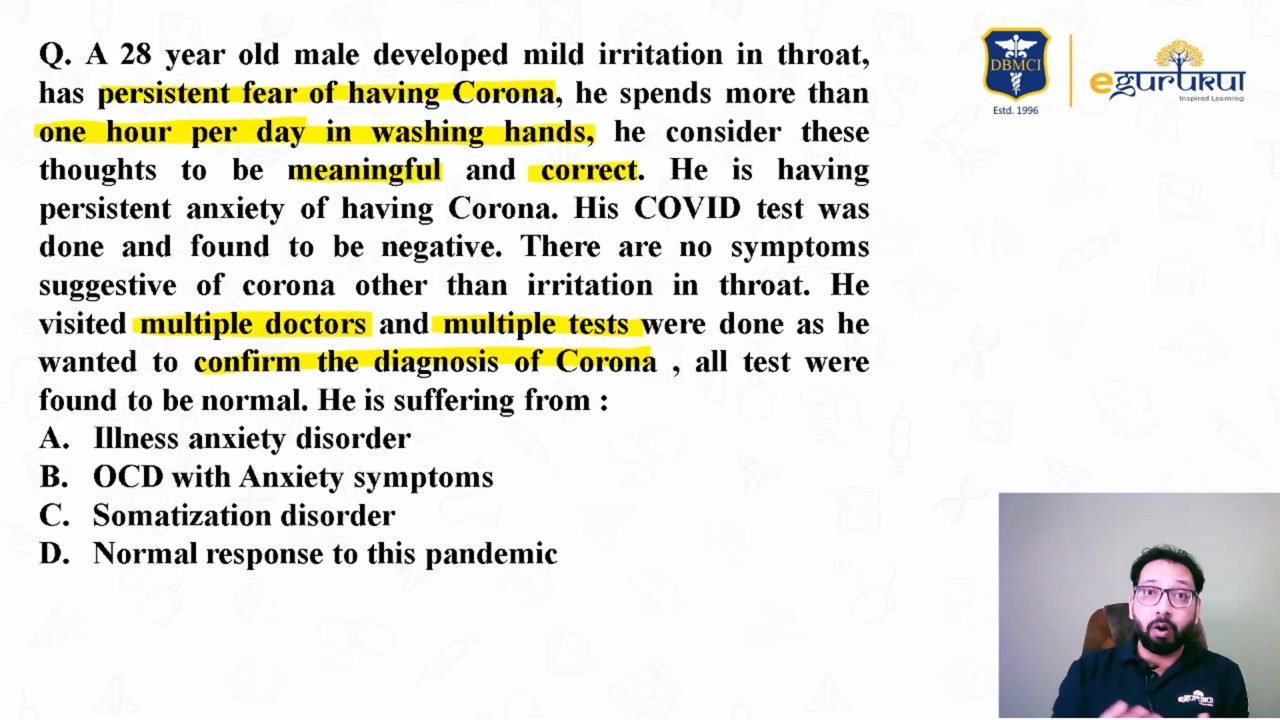 Q. A 28 year old male developed mild irritation in throat,
has persistent fear of having Corona, he spends more than
one hour per day in washing hands, he consider these
thoughts to be meaningful and correct. He is having
persistent anxiety of having Corona. His COVID test was
done and found to be negative. There are no symptoms
suggestive of corona other than irritation in throat. He
visited multiple doctors and multiple tests were done as he
wanted to confirm the diagnosis of Corona , all test were
found to be normal. He is suffering from :
A. Illness anxiety disorder
B. OCD with Anxiety symptoms
C. Somatization disorder
D. Normal response to this pandemic
DBMCI
Estd. 1996
egurukul
Inspired Learning
egurukul